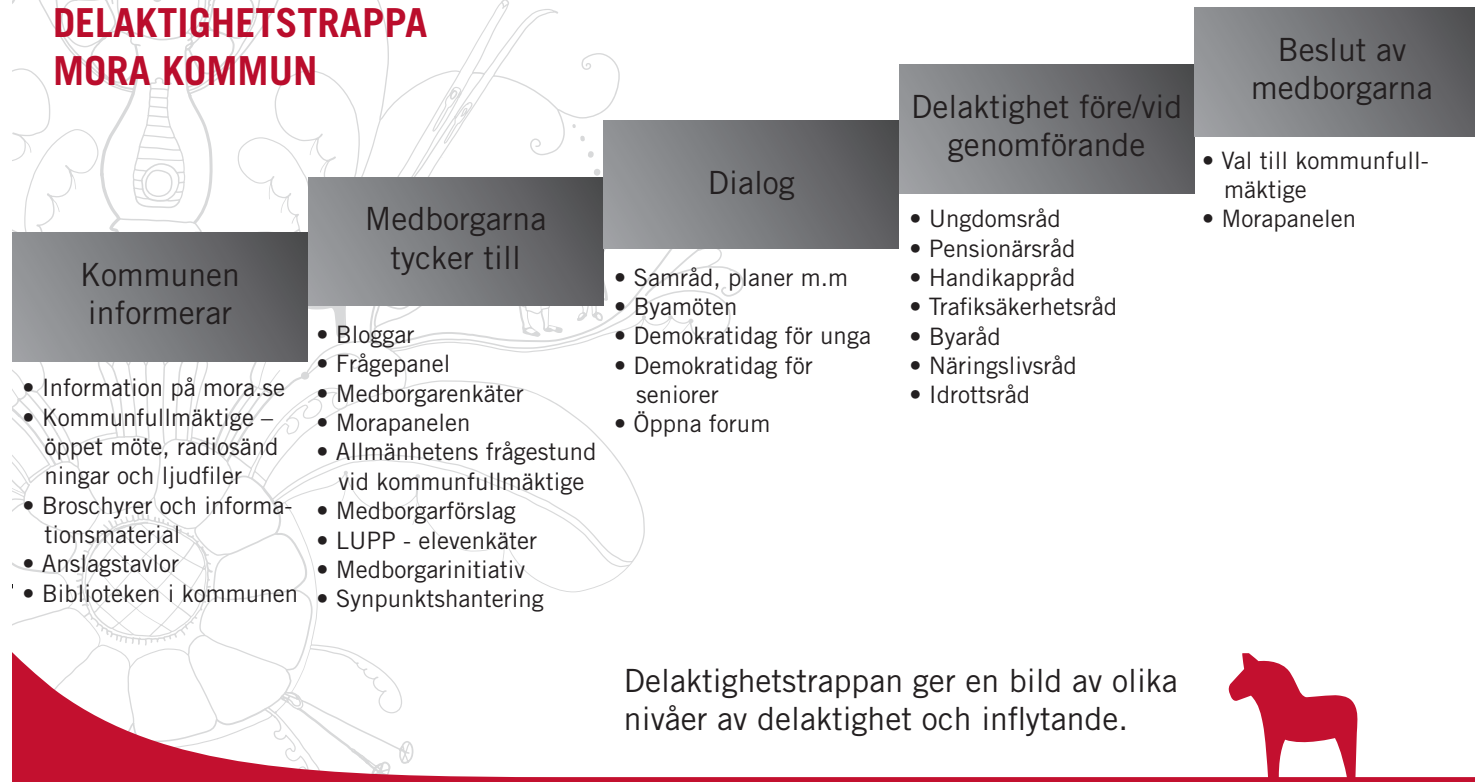 DELAKTIGHETSTRAPPA
MORA KOMMUN
Kommunen
informerar
• Information på mora.se
• Kommunfullmäktige –
öppet möte, radiosänd
ningar och ljudfiler
• Broschyrer och informa-
tionsmaterial
• Anslagstavlor
• Biblioteken i kommunen
Medborgarna
tycker till
• Bloggar
• Frågepanel
• Medborgarenkäter
• Morapanelen
• Allmänhetens frågestund
vid kommunfullmäktige
• Medborgarförslag
• LUPP - elevenkäter
• Medborgarinitiativ
• Synpunktshantering
Dialog
• Samråd, planer m.m
• Byamöten
• Demokratidag för unga
• Demokratidag för
seniorer
• Öppna forum
Delaktighet före/vid
genomförande
• Ungdomsråd
• Pensionärsråd
• Handikappråd
• Trafiksäkerhetsråd
• Byaråd
• Näringslivsråd
• Idrottsråd
Beslut av
medborgarna
• Val till kommunfull-
mäktige
• Morapanelen
Delaktighetstrappan ger en bild av olika
nivåer av delaktighet och inflytande.